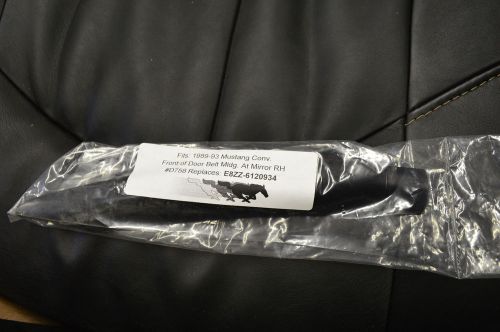 Fits: 1989-93 Mustang Conv.
Front of Door Belt Mldg. At Mirror RH
#D758 Replaces: E8ZZ-6120934